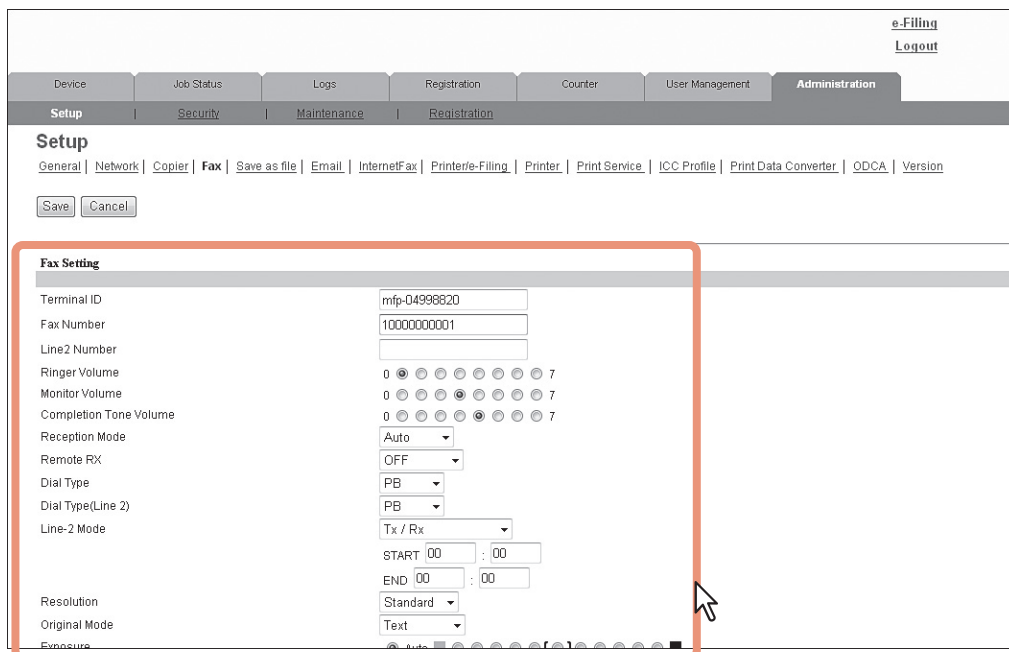 e-Filing
Logout
Device Job Status Logs Registration Counter User Management Administration
Setup | Security | Maintenance | Registration
Setup
General | Network | Copier | Fax | Save as file | Email | InternetFax | Printer/e-Filing | Printer | Print Service | ICC Profile | Print Data Converter | ODCA | Version
Save Cancel
Fax Setting
Terminal ID mfp-04998820
Fax Number 10000000001
Line2 Number
Ringer Volume 0 7
Monitor Volume 0 7
Completion Tone Volume 0 7
Reception Mode Auto
Remote RX OFF
Dial Type PB
Dial Type(Line 2) PB
Line-2 Mode Tx / Rx
START 00 : 00
END 00 : 00
Resolution Standard
Original Mode Text
Exposure Auto [ ]